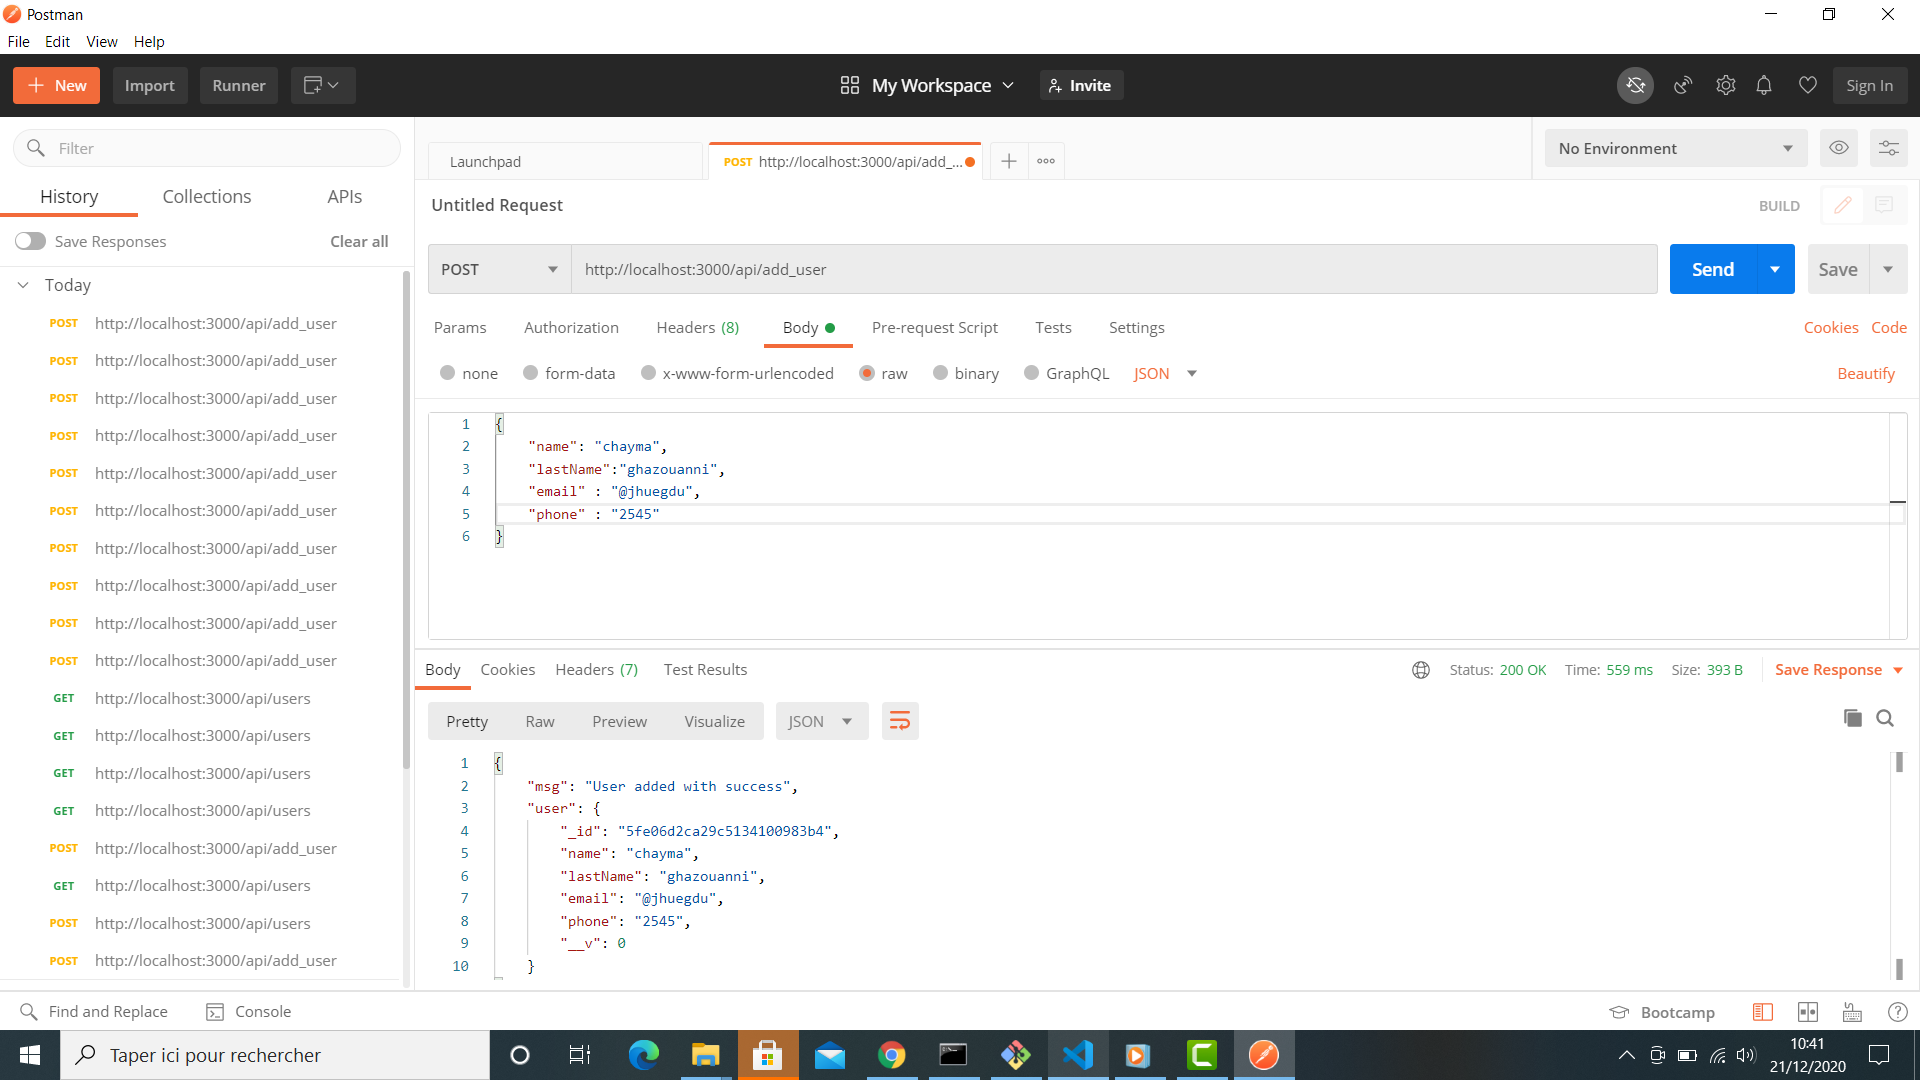 Postman
File Edit View Help
New Import Runner My Workspace Invite Sign In
Filter
History Collections APIs
Save Responses Clear all
Today
POST http://localhost:3000/api/add_user
POST http://localhost:3000/api/add_user
POST http://localhost:3000/api/add_user
POST http://localhost:3000/api/add_user
POST http://localhost:3000/api/add_user
POST http://localhost:3000/api/add_user
POST http://localhost:3000/api/add_user
POST http://localhost:3000/api/add_user
POST http://localhost:3000/api/add_user
POST http://localhost:3000/api/add_user
GET http://localhost:3000/api/users
GET http://localhost:3000/api/users
GET http://localhost:3000/api/users
GET http://localhost:3000/api/users
POST http://localhost:3000/api/add_user
GET http://localhost:3000/api/users
POST http://localhost:3000/api/users
POST http://localhost:3000/api/add_user
Launchpad POST http://localhost:3000/api/add_... No Environment
Untitled Request BUILD
POST http://localhost:3000/api/add_user Send Save
Params Authorization Headers (8) Body Pre-request Script Tests Settings Cookies Code
none form-data x-www-form-urlencoded raw binary GraphQL JSON Beautify
1 {
2 "name": "chayma",
3 "lastName":"ghazouanni",
4 "email" : "@jhuegdu",
5 "phone" : "2545"
6 }
Body Cookies Headers (7) Test Results Status: 200 OK Time: 559 ms Size: 393 B Save Response
Pretty Raw Preview Visualize JSON
1 {
2 "msg": "User added with success",
3 "user": {
4 "_id": "5fe06d2ca29c5134100983b4",
5 "name": "chayma",
6 "lastName": "ghazouanni",
7 "email": "@jhuegdu",
8 "phone": "2545",
9 "__v": 0
10 }
Find and Replace Console Bootcamp
Taper ici pour rechercher
10:41
21/12/2020